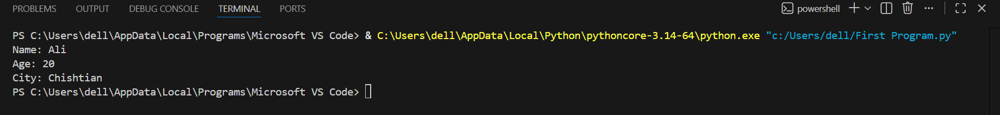 PROBLEMS OUTPUT DEBUG CONSOLE TERMINAL PORTS powershell
PS C:\Users\dell\AppData\Local\Programs\Microsoft VS Code> & C:\Users\dell\AppData\Local\Python\pythoncore-3.14-64\python.exe "c:/Users/dell/First Program.py"
Name: Ali
Age: 20
City: Chishtian
PS C:\Users\dell\AppData\Local\Programs\Microsoft VS Code>